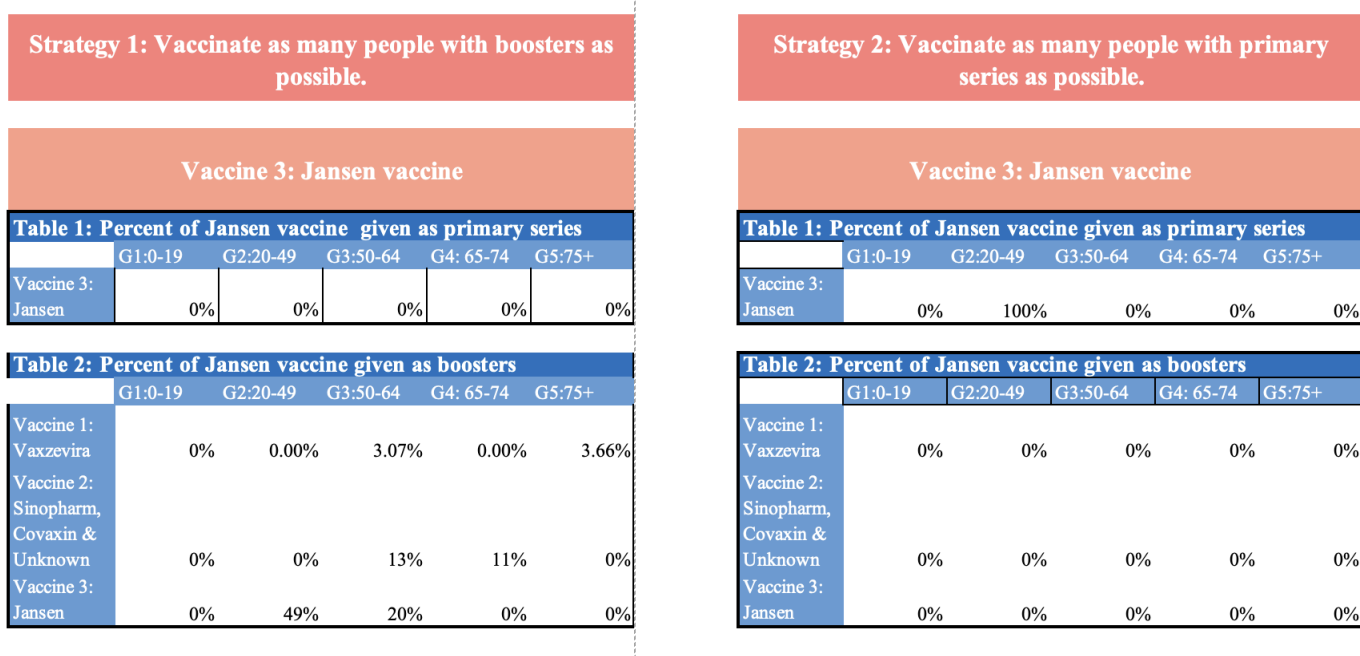 Strategy 1: Vaccinate as many people with boosters as
possible.
Vaccine 3: Jansen vaccine
Table 1: Percent of Jansen vaccine given as primary series
G1:0-19 G2:20-49 G3:50-64 G4: 65-74 G5:75+
Vaccine 3:
Jansen 0% 0% 0% 0% 0%
Table 2: Percent of Jansen vaccine given as boosters
G1:0-19 G2:20-49 G3:50-64 G4: 65-74 G5:75+
Vaccine 1:
Vaxzevira 0% 0.00% 3.07% 0.00% 3.66%
Vaccine 2:
Sinopharm,
Covaxin &
Unknown 0% 0% 13% 11% 0%
Vaccine 3:
Jansen 0% 49% 20% 0% 0%
Strategy 2: Vaccinate as many people with primary
series as possible.
Vaccine 3: Jansen vaccine
Table 1: Percent of Jansen vaccine given as primary series
G1:0-19 G2:20-49 G3:50-64 G4: 65-74 G5:75+
Vaccine 3:
Jansen 0% 100% 0% 0% 0%
Table 2: Percent of Jansen vaccine given as boosters
G1:0-19 G2:20-49 G3:50-64 G4: 65-74 G5:75+
Vaccine 1:
Vaxzevira 0% 0% 0% 0% 0%
Vaccine 2:
Sinopharm,
Covaxin &
Unknown 0% 0% 0% 0% 0%
Vaccine 3:
Jansen 0% 0% 0% 0% 0%